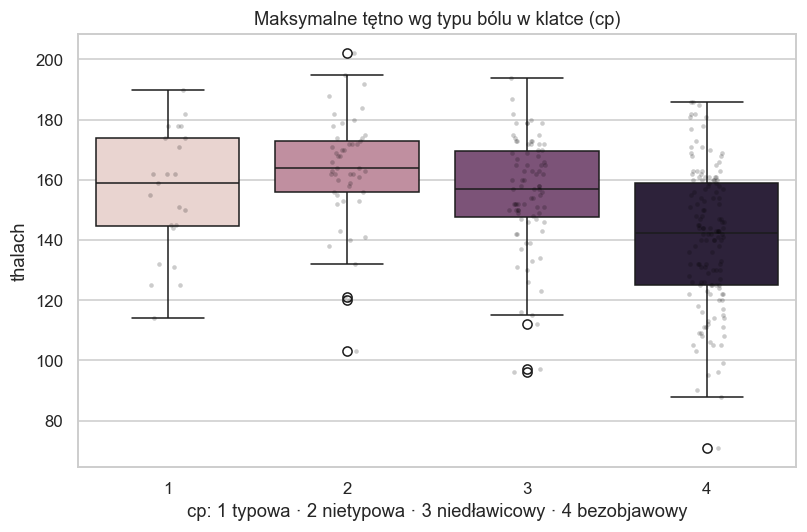 Maksymalne tętno wg typu bólu w klatce (cp)
thalach
200
180
160
140
120
100
80
1 2 3 4
cp: 1 typowa · 2 nietypowa · 3 niedławicowy · 4 bezobjawowy